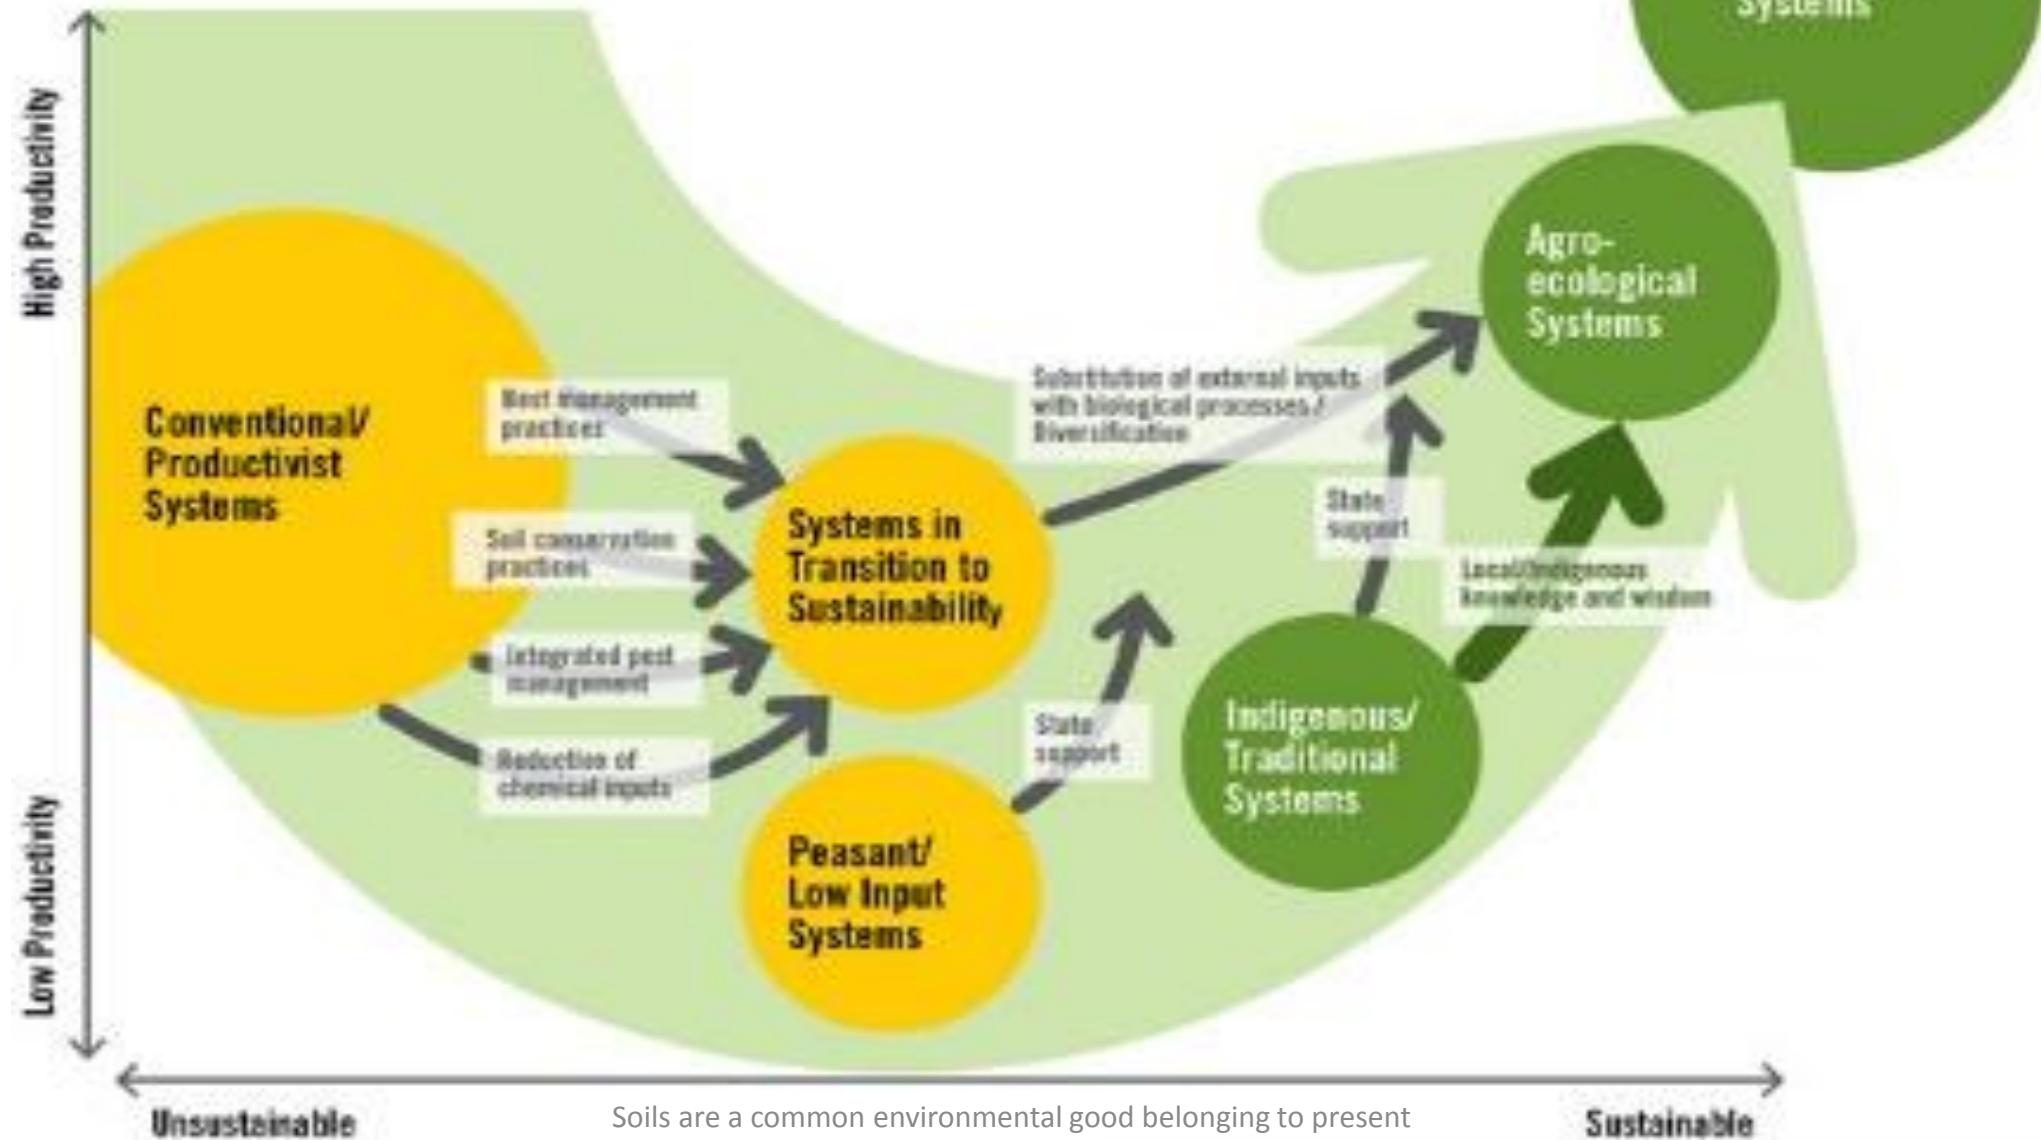 Systems
High Productivity
Agro-
ecological
Systems
Conventional/
Productivist
Systems
Best Management
practices
Substitution of external inputs
with biological processes/
Diversification
Soil conservation
practices
Systems in
Transition to
Sustainability
State
support
Local/Indigenous
knowledge and wisdom
Integrated pest
management
Reduction of
chemical inputs
State
support
Indigenous/
Traditional
Systems
Low Productivity
Peasant/
Low Input
Systems
Unsustainable
Soils are a common environmental good belonging to present
Sustainable